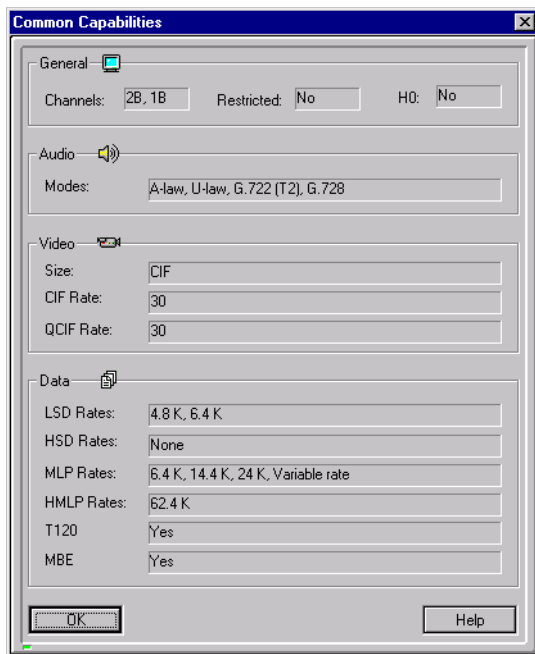 Common Capabilities
General
Channels: 2B, 1B Restricted: No H0: No
Audio
Modes: A-law, U-law, G.722 (T2), G.728
Video
Size: CIF
CIF Rate: 30
QCIF Rate: 30
Data
LSD Rates: 4.8 K, 6.4 K
HSD Rates: None
MLP Rates: 6.4 K, 14.4 K, 24 K, Variable rate
HMLP Rates: 62.4 K
T120 Yes
MBE Yes
OK Help